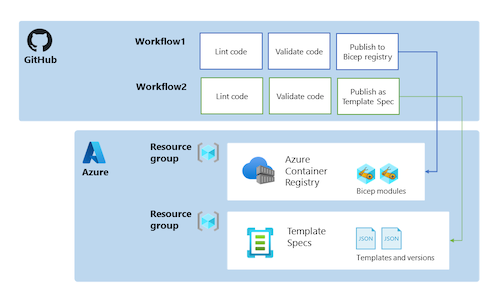 GitHub
Workflow1
Lint code
Validate code
Publish to
Bicep registry
Workflow2
Lint code
Validate code
Publish as
Template Spec
Azure
Resource
group
Azure
Container
Registry
Bicep modules
Resource
group
Template
Specs
JSON
JSON
Templates and versions